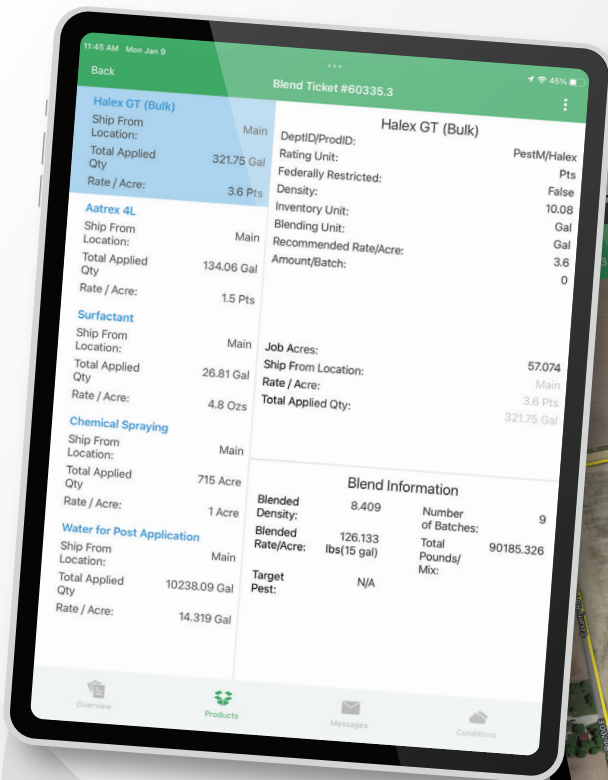 11:45 AM Mon Jan 9
45%
Back
Blend Ticket #60335.3
Halex GT (Bulk)
Ship From
Location:
Main
Total Applied
Qty
321.75 Gal
Rate / Acre:
3.6 Pts
Aatrex 4L
Ship From
Location:
Main
Total Applied
Qty
134.06 Gal
Rate / Acre:
1.5 Pts
Surfactant
Ship From
Location:
Main
Total Applied
Qty
26.81 Gal
Rate / Acre:
4.8 Ozs
Chemical Spraying
Ship From
Location:
Main
Total Applied
Qty
715 Acre
Rate / Acre:
1 Acre
Water for Post Application
Ship From
Location:
Main
Total Applied
Qty
10238.09 Gal
Rate / Acre:
14.319 Gal
Halex GT (Bulk)
DeptID/ProdID: PestM/Halex
Rating Unit: Pts
Federally Restricted: False
Density: 10.08
Inventory Unit: Gal
Blending Unit: Gal
Recommended Rate/Acre: 3.6
Amount/Batch: 0
Job Acres: 57.074
Ship From Location: Main
Rate / Acre: 3.6 Pts
Total Applied Qty: 321.75 Gal
Blend Information
Blended
Density:
8.409
Number
of Batches:
9
Blended
Rate/Acre:
126.133
lbs(15 gal)
Total
Pounds/
Mix:
90185.326
Target
Pest:
N/A
Overview
Products
Messages
Conditions